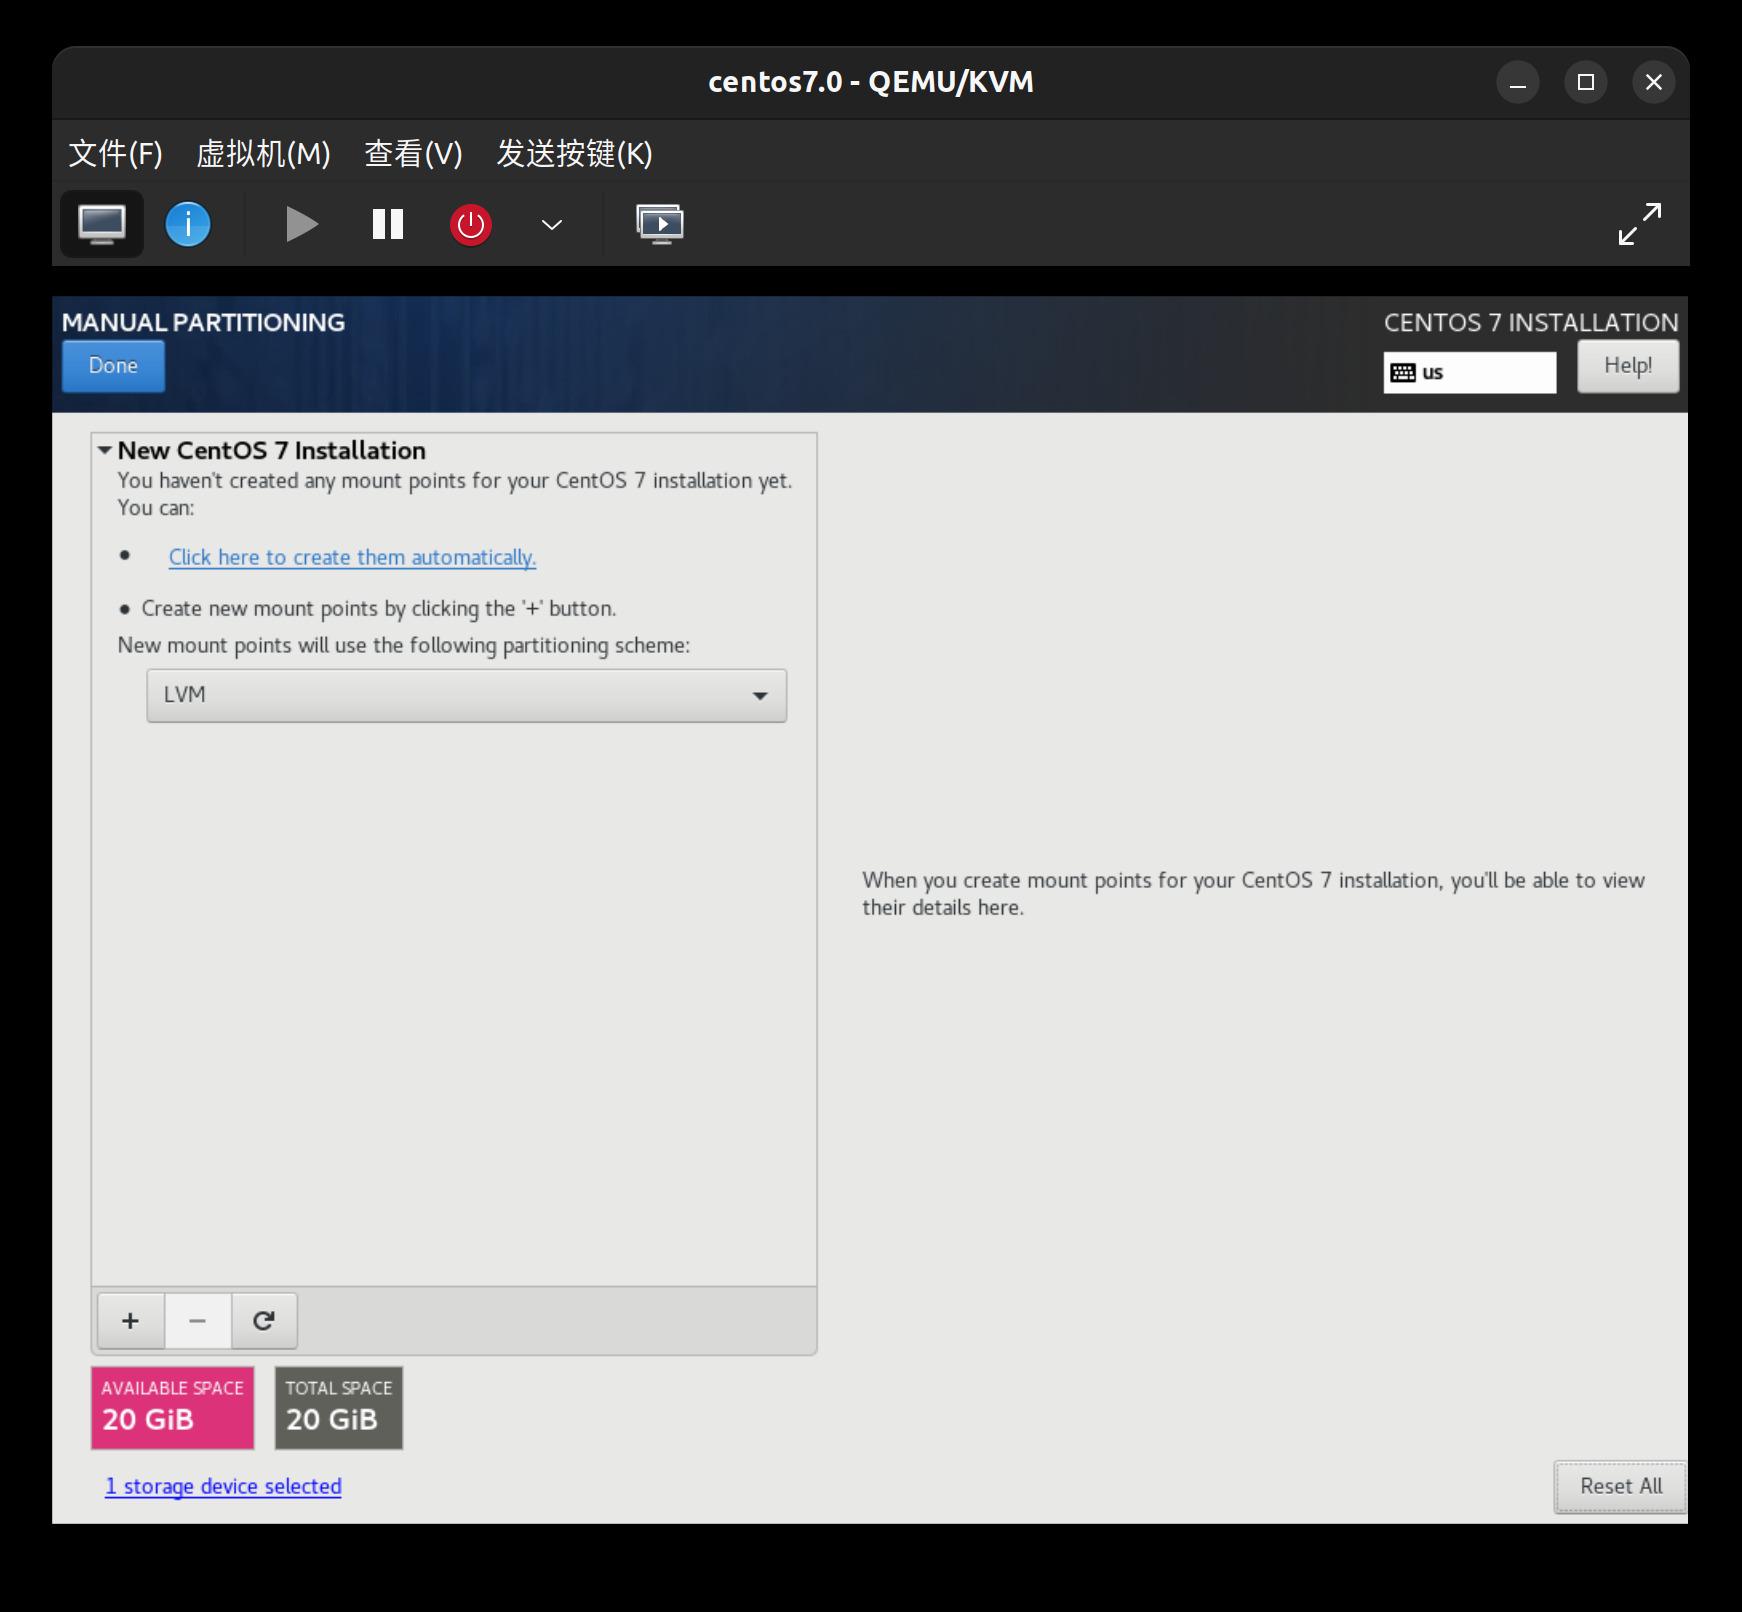 centos7.0 - QEMU/KVM
文件(F) 虚拟机(M) 查看(V) 发送按键(K)
MANUAL PARTITIONING
CENTOS 7 INSTALLATION
Done
us
Help!
New CentOS 7 Installation
You haven't created any mount points for your CentOS 7 installation yet.
You can:
• Click here to create them automatically.
• Create new mount points by clicking the '+' button.
New mount points will use the following partitioning scheme:
LVM
When you create mount points for your CentOS 7 installation, you'll be able to view
their details here.
AVAILABLE SPACE
20 GiB
TOTAL SPACE
20 GiB
1 storage device selected
Reset All